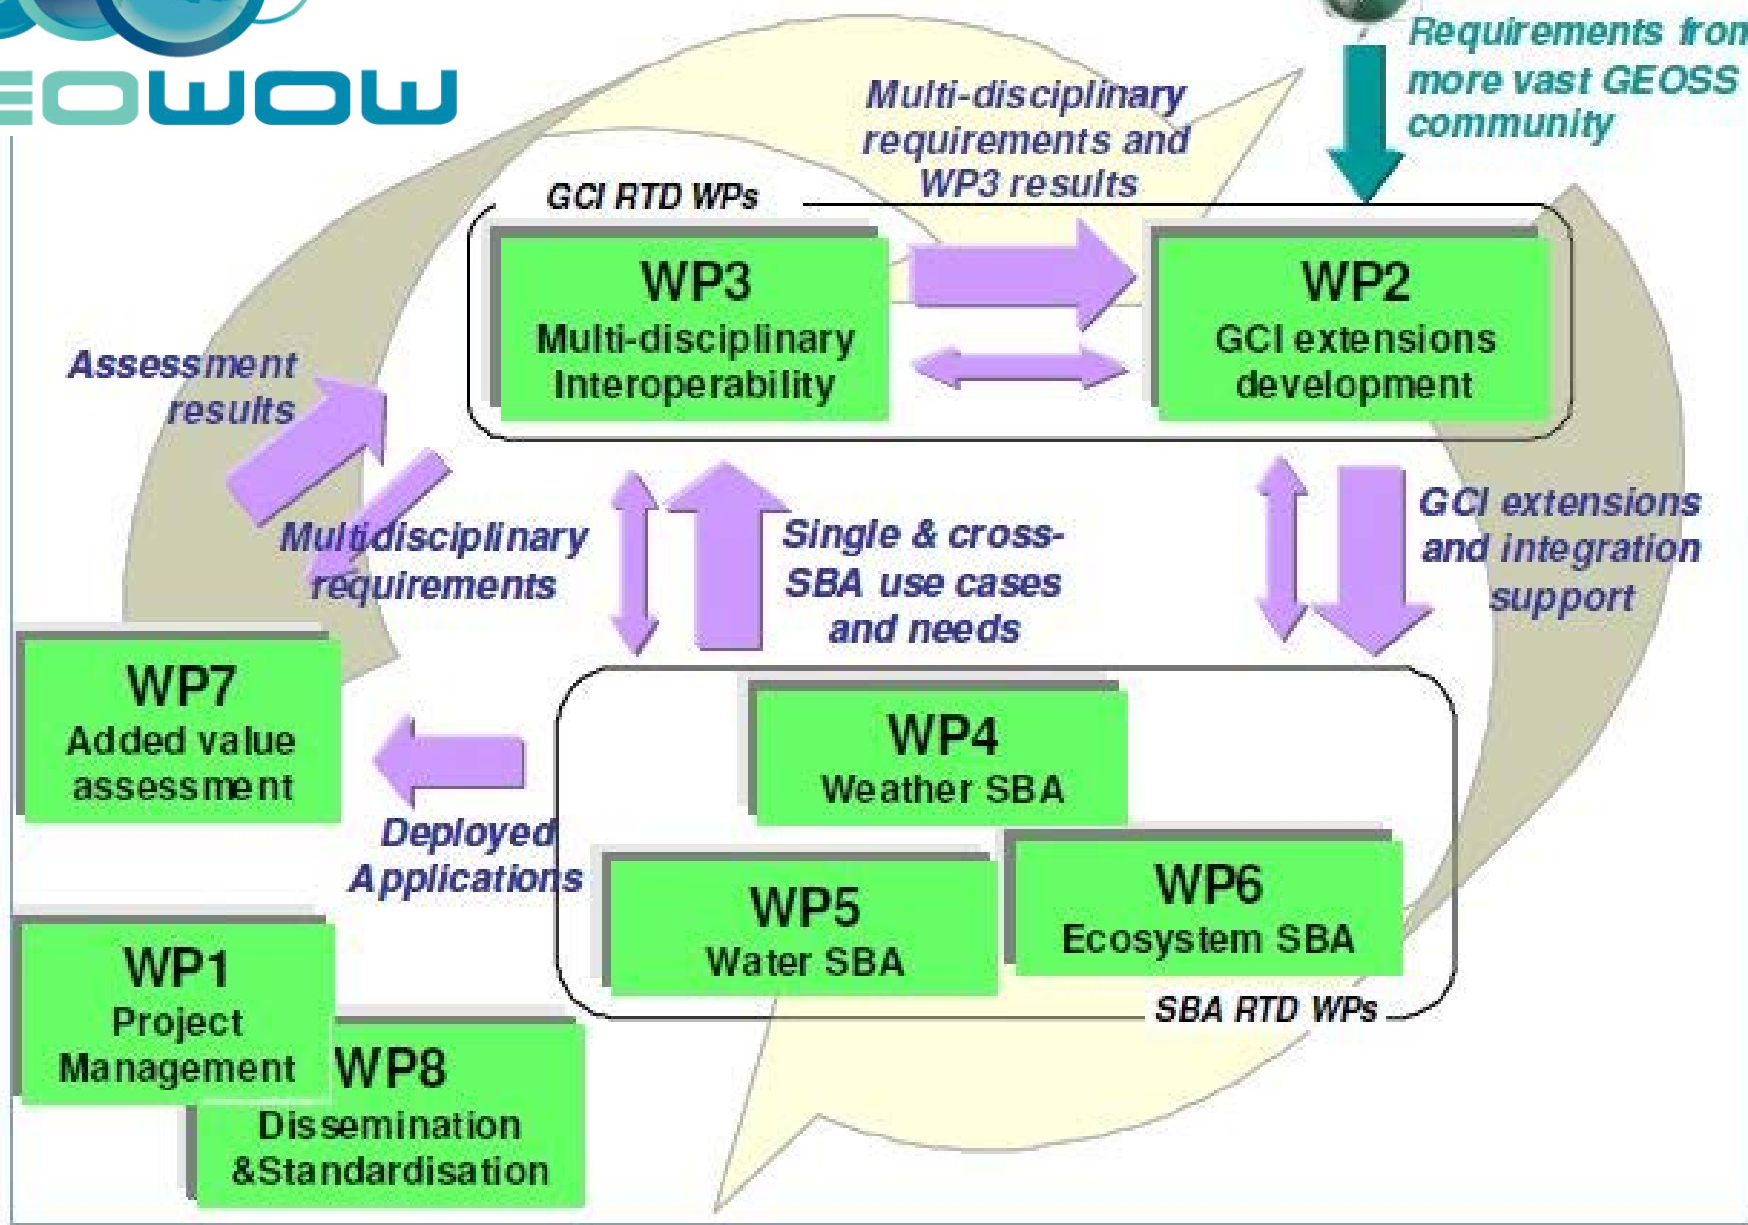 EOWOW
Requirements from
more vast GEOSS
community
Multi-disciplinary
requirements and
WP3 results
GCI RTD WPs
WP3
Multi-disciplinary
Interoperability
WP2
GCI extensions
development
Assessment
results
Multidisciplinary
requirements
Single & cross-
SBA use cases
and needs
GCI extensions
and integration
support
WP7
Added value
assessment
WP4
Weather SBA
Deployed
Applications
WP5
Water SBA
WP6
Ecosystem SBA
SBA RTD WPs
WP1
Project
Management
WP8
Dissemination
&Standardisation